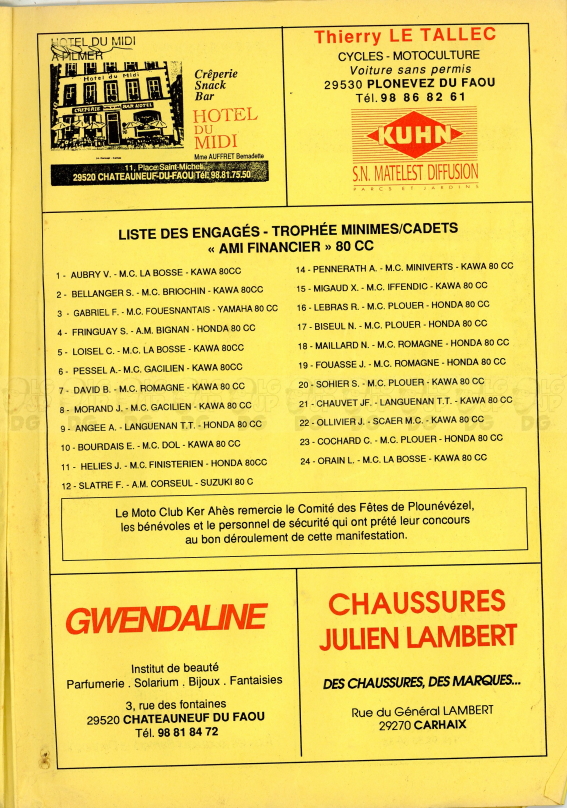 HOTEL DU MIDI
A PILMER
Hotel du Midi
CREPERIE BAR HOTEL
Crêperie
Snack
Bar
HOTEL
DU
MIDI
Mme AUFFRET Bernadette
11, Place Saint-Michel
29520 CHATEAUNEUF-DU-FAOU Tél. 98.81.75.50
Thierry LE TALLEC
CYCLES - MOTOCULTURE
Voiture sans permis
29530 PLONEVEZ DU FAOU
Tél. 98 86 82 61
KUHN
S.N. MATELEST DIFFUSION
PARCS ET JARDINS
LISTE DES ENGAGÉS - TROPHÉE MINIMES/CADETS
« AMI FINANCIER » 80 CC
1 - AUBRY V. - M.C. LA BOSSE - KAWA 80CC
2 - BELLANGER S. - M.C. BRIOCHIN - KAWA 80 CC
3 - GABRIEL F. - M.C. FOUESNANTAIS - YAMAHA 80 CC
4 - FRINGUAY S. - A.M. BIGNAN - HONDA 80 CC
5 - LOISEL C. - M.C. LA BOSSE - KAWA 80CC
6 - PESSEL A. - M.C. GACILIEN - KAWA 80 CC
7 - DAVID B. - M.C. ROMAGNE - KAWA 80 CC
8 - MORAND J. - M.C. GACILIEN - KAWA 80 CC
9 - ANGEE A. - LANGUENAN T.T. - HONDA 80 CC
10 - BOURDAIS E. - M.C. DOL - KAWA 80 CC
11 - HELIES J. - M.C. FINISTERIEN - HONDA 80CC
12 - SLATRE F. - A.M. CORSEUL - SUZUKI 80 C
14 - PENNERATH A. - M.C. MINIVERTS - KAWA 80 CC
15 - MIGAUD X. - M.C. IFFENDIC - KAWA 80 CC
16 - LEBRAS R. - M.C. PLOUER - HONDA 80 CC
17 - BISEUL N. - M.C. PLOUER - HONDA 80 CC
18 - MAILLARD N. - M.C. ROMAGNE - HONDA 80 CC
19 - FOUASSE J. - M.C. ROMAGNE - HONDA 80 CC
20 - SOHIER S. - M.C. PLOUER - KAWA 80 CC
21 - CHAUVET JF. - LANGUENAN T.T. - KAWA 80 CC
22 - OLLIVIER J. - SCAER M.C. - KAWA 80 CC
23 - COCHARD C. - M.C. PLOUER - HONDA 80 CC
24 - ORAIN L. - M.C. LA BOSSE - KAWA 80 CC
Le Moto Club Ker Ahès remercie le Comité des Fêtes de Plounévézel,
les bénévoles et le personnel de sécurité qui ont prété leur concours
au bon déroulement de cette manifestation.
GWENDALINE
Institut de beauté
Parfumerie . Solarium . Bijoux . Fantaisies
3, rue des fontaines
29520 CHATEAUNEUF DU FAOU
Tél. 98 81 84 72
CHAUSSURES
JULIEN LAMBERT
DES CHAUSSURES, DES MARQUES...
Rue du Général LAMBERT
29270 CARHAIX